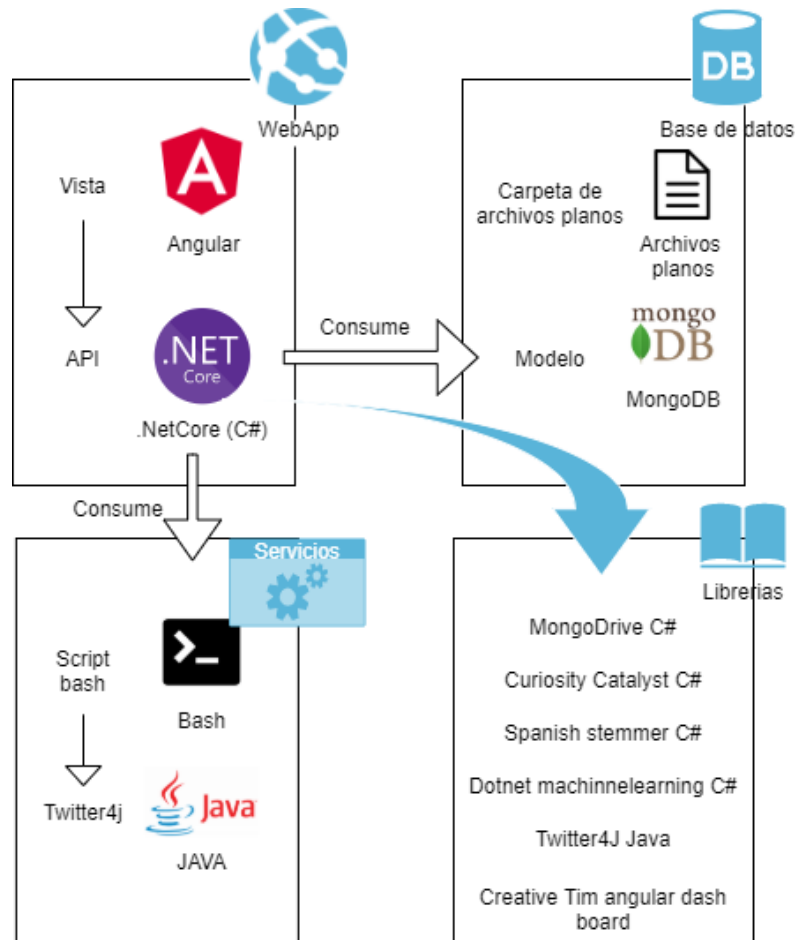 WebApp
Vista
Angular
API
.NET
Core
.NetCore (C#)
Consume
DB
Base de datos
Carpeta de
archivos planos
Archivos
planos
Modelo
mongo
DB
MongoDB
Consume
Servicios
Script
bash
Bash
Twitter4j
Java
JAVA
Librerias
MongoDrive C#
Curiosity Catalyst C#
Spanish stemmer C#
Dotnet machinnelearning C#
Twitter4J Java
Creative Tim angular dash
board